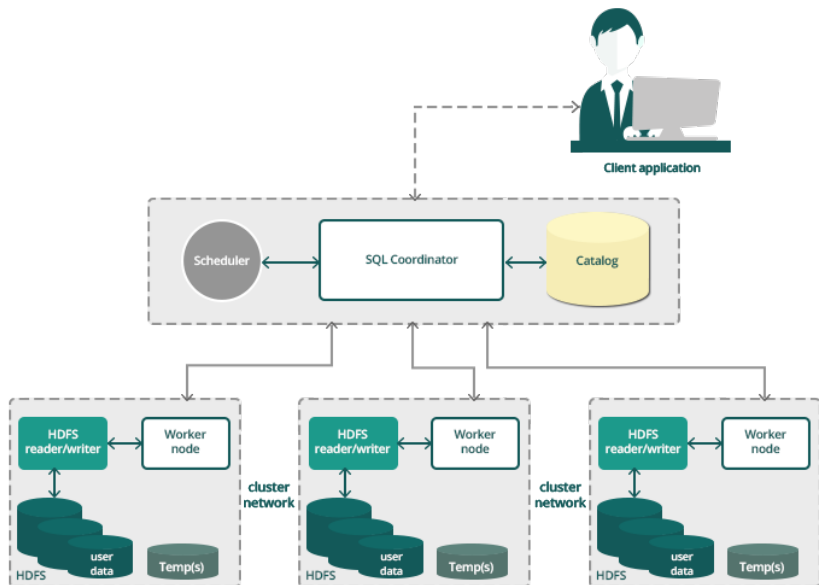 Client application
Scheduler
SQL Coordinator
Catalog
HDFS
reader/writer
Worker
node
HDFS
reader/writer
Worker
node
HDFS
reader/writer
Worker
node
cluster
network
cluster
network
user
data
Temp(s)
HDFS
user
data
Temp(s)
HDFS
user
data
Temp(s)
HDFS